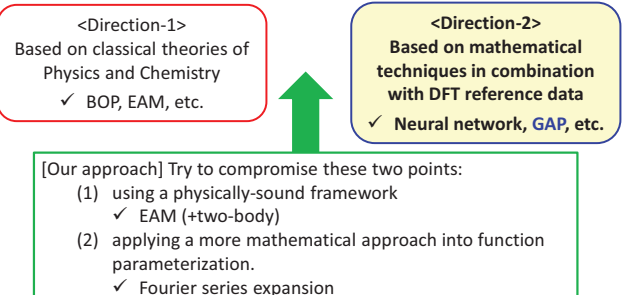 <Direction-1>
Based on classical theories of
Physics and Chemistry
✓ BOP, EAM, etc.
<Direction-2>
Based on mathematical
techniques in combination
with DFT reference data
✓ Neural network, GAP, etc.
[Our approach] Try to compromise these two points:
(1) using a physically-sound framework
✓ EAM (+two-body)
(2) applying a more mathematical approach into function
parameterization.
✓ Fourier series expansion